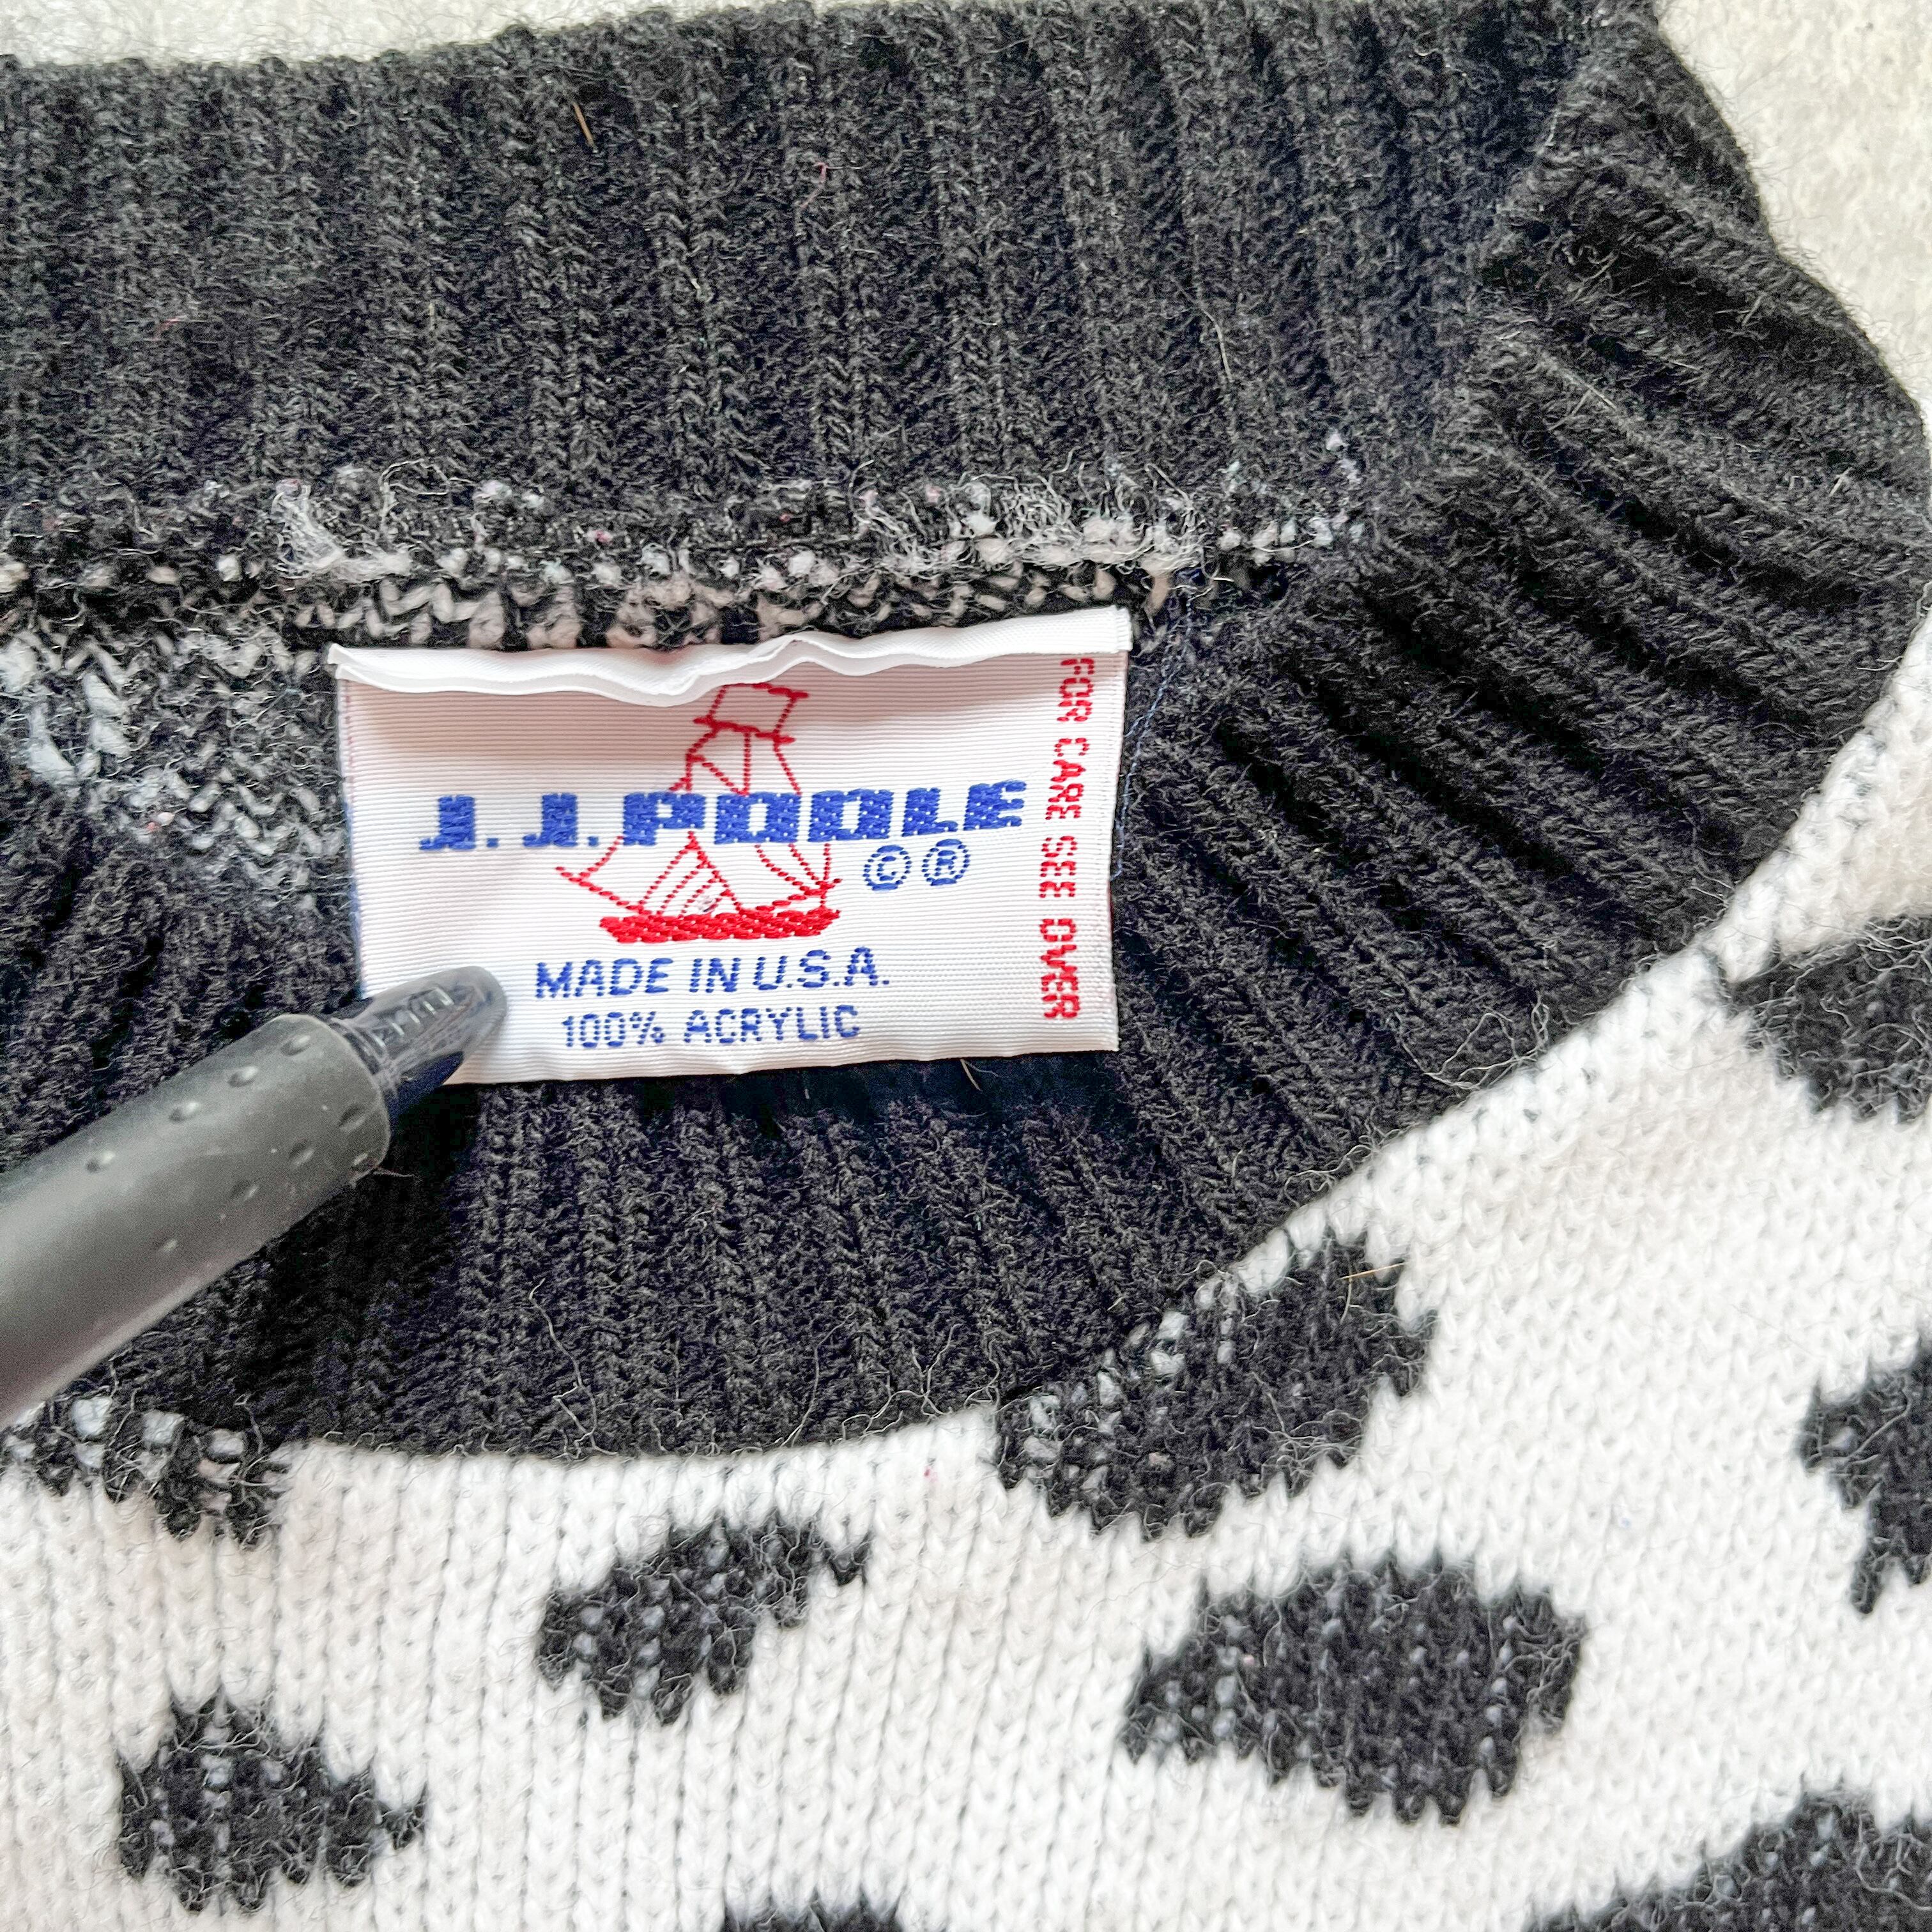 J. J. POOLE
© ®
MADE IN U.S.A.
100% ACRYLIC
FOR CARE SEE OVER